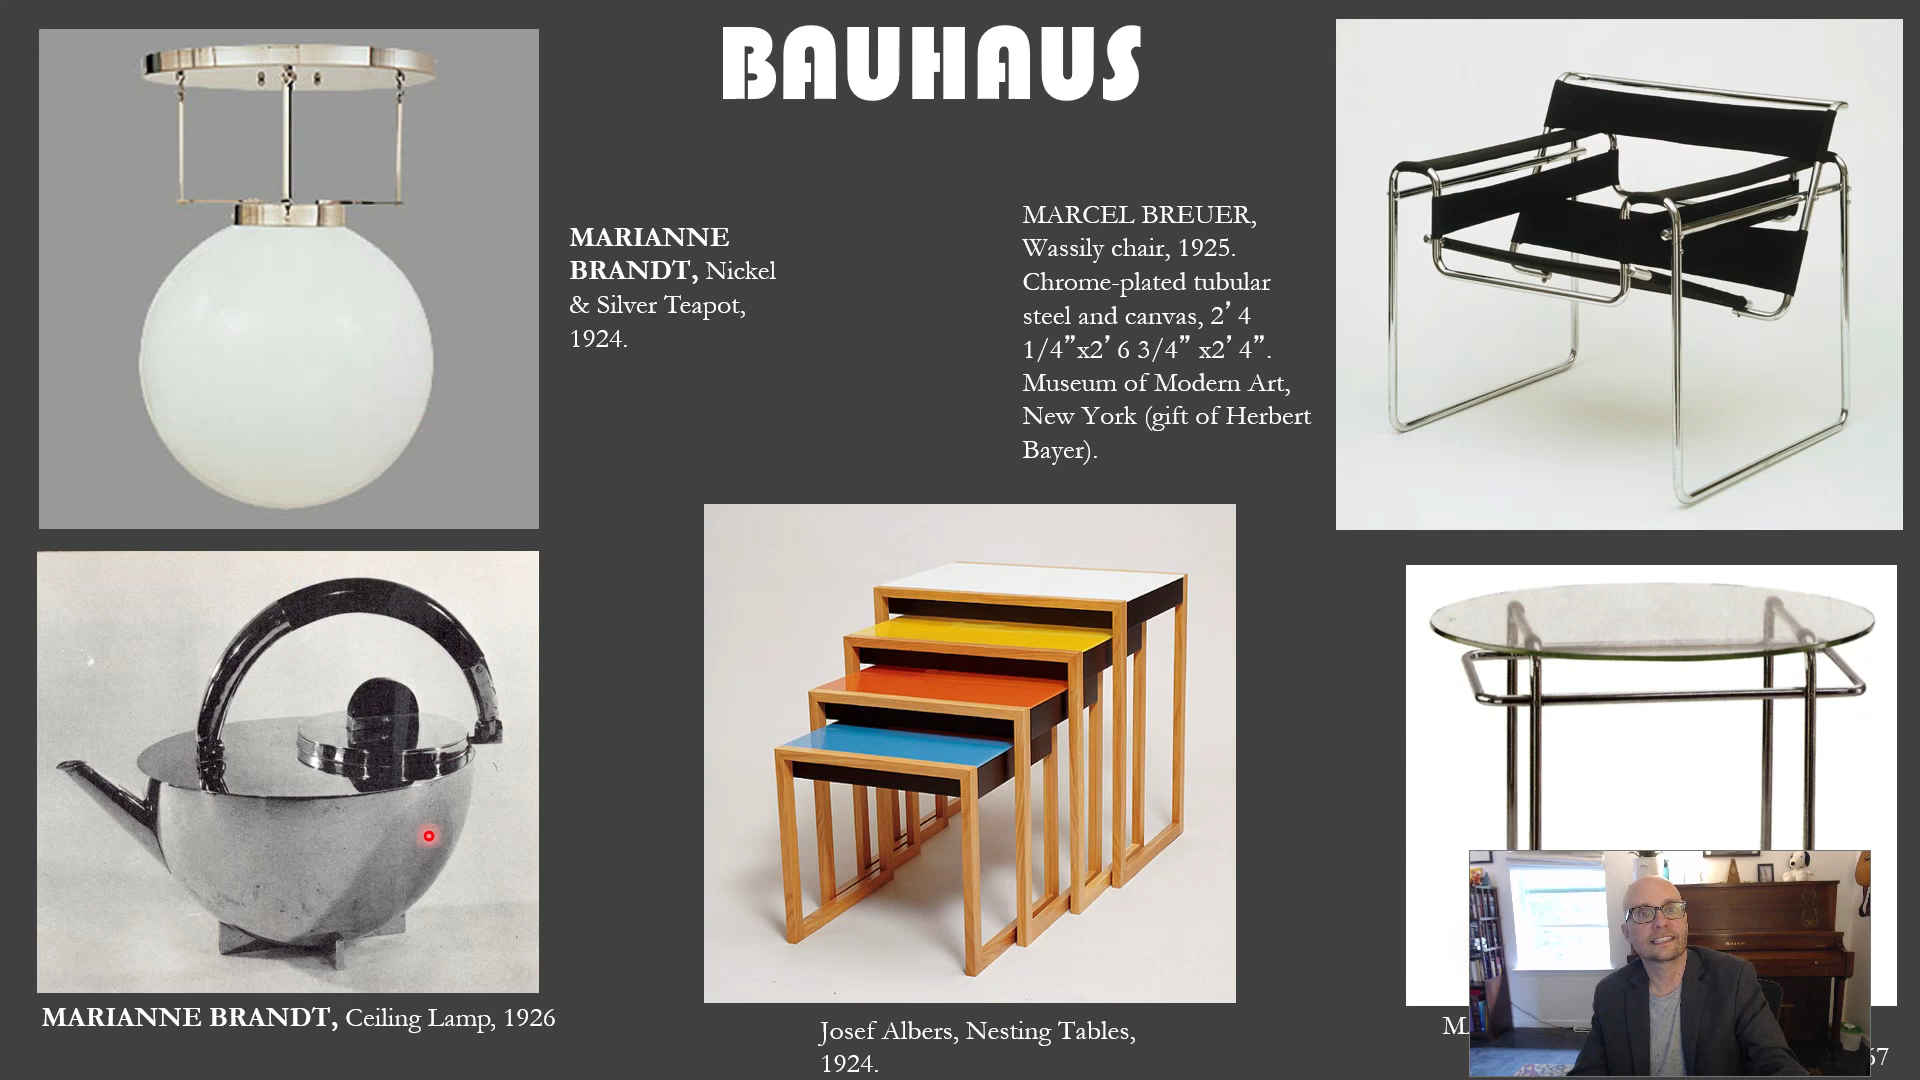 BAUHAUS
MARIANNE
BRANDT, Nickel
& Silver Teapot,
1924.
MARCEL BREUER,
Wassily chair, 1925.
Chrome-plated tubular
steel and canvas, 2’ 4
1/4”x2’ 6 3/4” x2’ 4”.
Museum of Modern Art,
New York (gift of Herbert
Bayer).
MARIANNE BRANDT, Ceiling Lamp, 1926
Josef Albers, Nesting Tables,
1924.